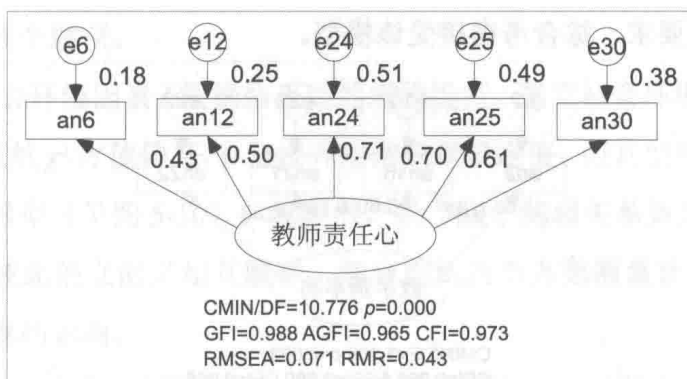 e6 e12 e24 e25 e30
0.18 0.25 0.51 0.49 0.38
an6 an12 an24 an25 an30
0.43 0.50 0.71 0.70 0.61
教师责任心
CMIN/DF=10.776 p=0.000
GFI=0.988 AGFI=0.965 CFI=0.973
RMSEA=0.071 RMR=0.043